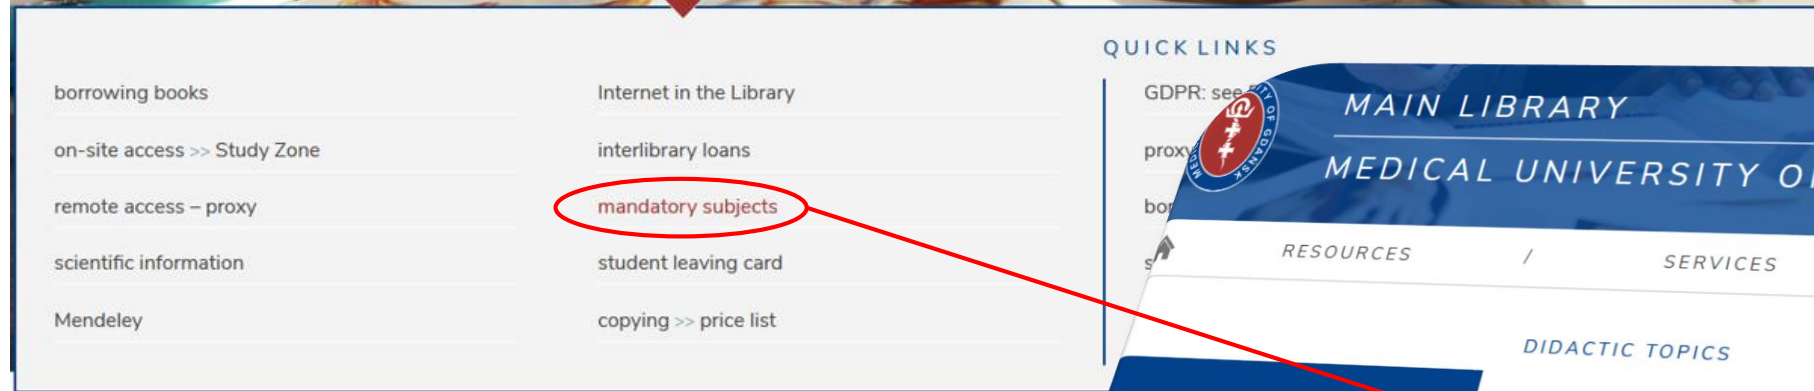 QUICK LINKS
borrowing books
Internet in the Library
GDPR: see
on-site access >> Study Zone
interlibrary loans
proxy
remote access – proxy
mandatory subjects
scientific information
student leaving card
Mendeley
copying >> price list
MAIN LIBRARY
MEDICAL UNIVERSITY
RESOURCES / SERVICES
DIDACTIC TOPICS